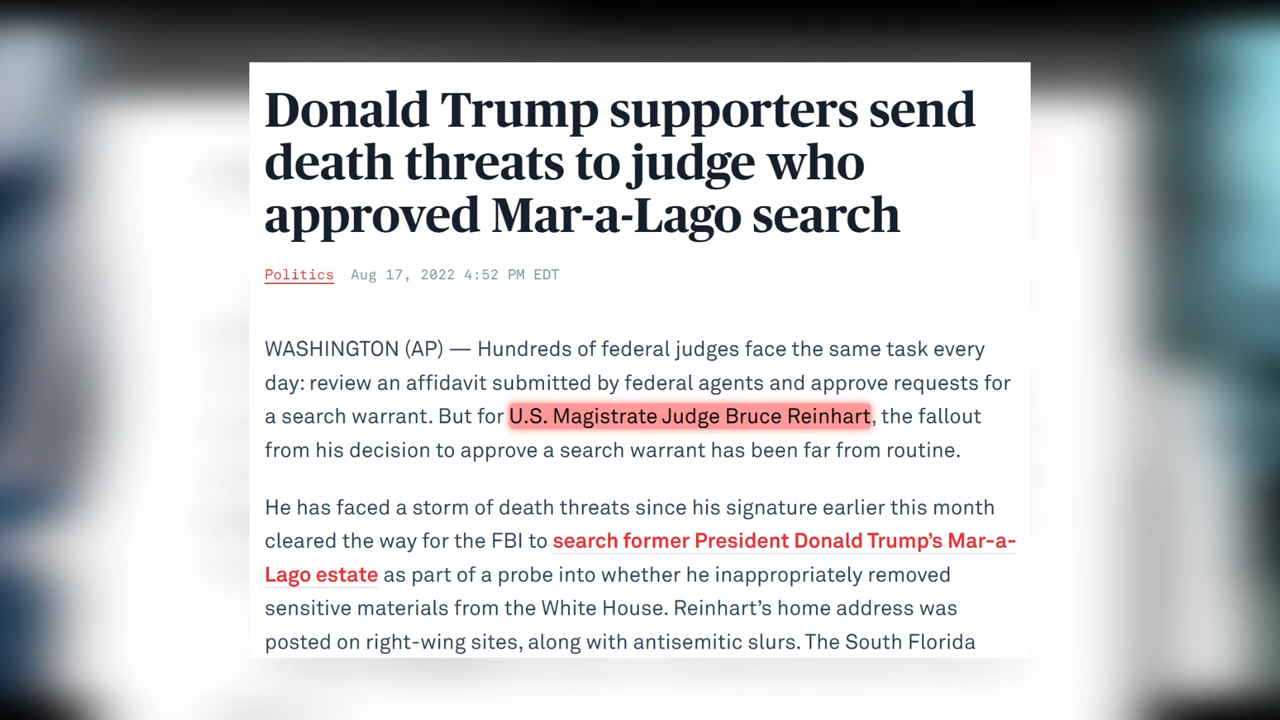 Donald Trump supporters send
death threats to judge who
approved Mar-a-Lago search
Politics Aug 17, 2022 4:52 PM EDT
WASHINGTON (AP) — Hundreds of federal judges face the same task every
day: review an affidavit submitted by federal agents and approve requests for
a search warrant. But for U.S. Magistrate Judge Bruce Reinhart, the fallout
from his decision to approve a search warrant has been far from routine.
He has faced a storm of death threats since his signature earlier this month
cleared the way for the FBI to search former President Donald Trump’s Mar-a-
Lago estate as part of a probe into whether he inappropriately removed
sensitive materials from the White House. Reinhart’s home address was
posted on right-wing sites, along with antisemitic slurs. The South Florida